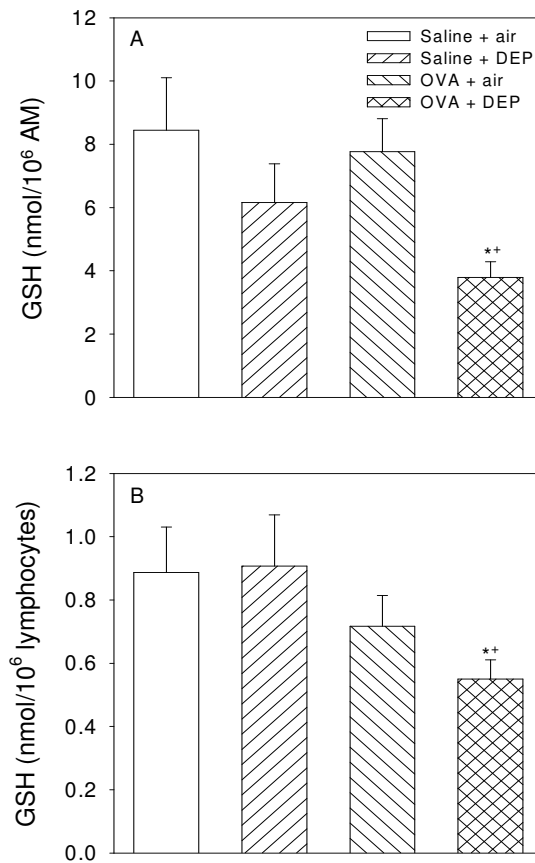 12
10
8
6
4
2
0
GSH (nmol/10⁶ AM)
A
Saline + air
Saline + DEP
OVA + air
OVA + DEP
*+
1.2
1.0
0.8
0.6
0.4
0.2
0.0
GSH (nmol/10⁶ lymphocytes)
B
*+